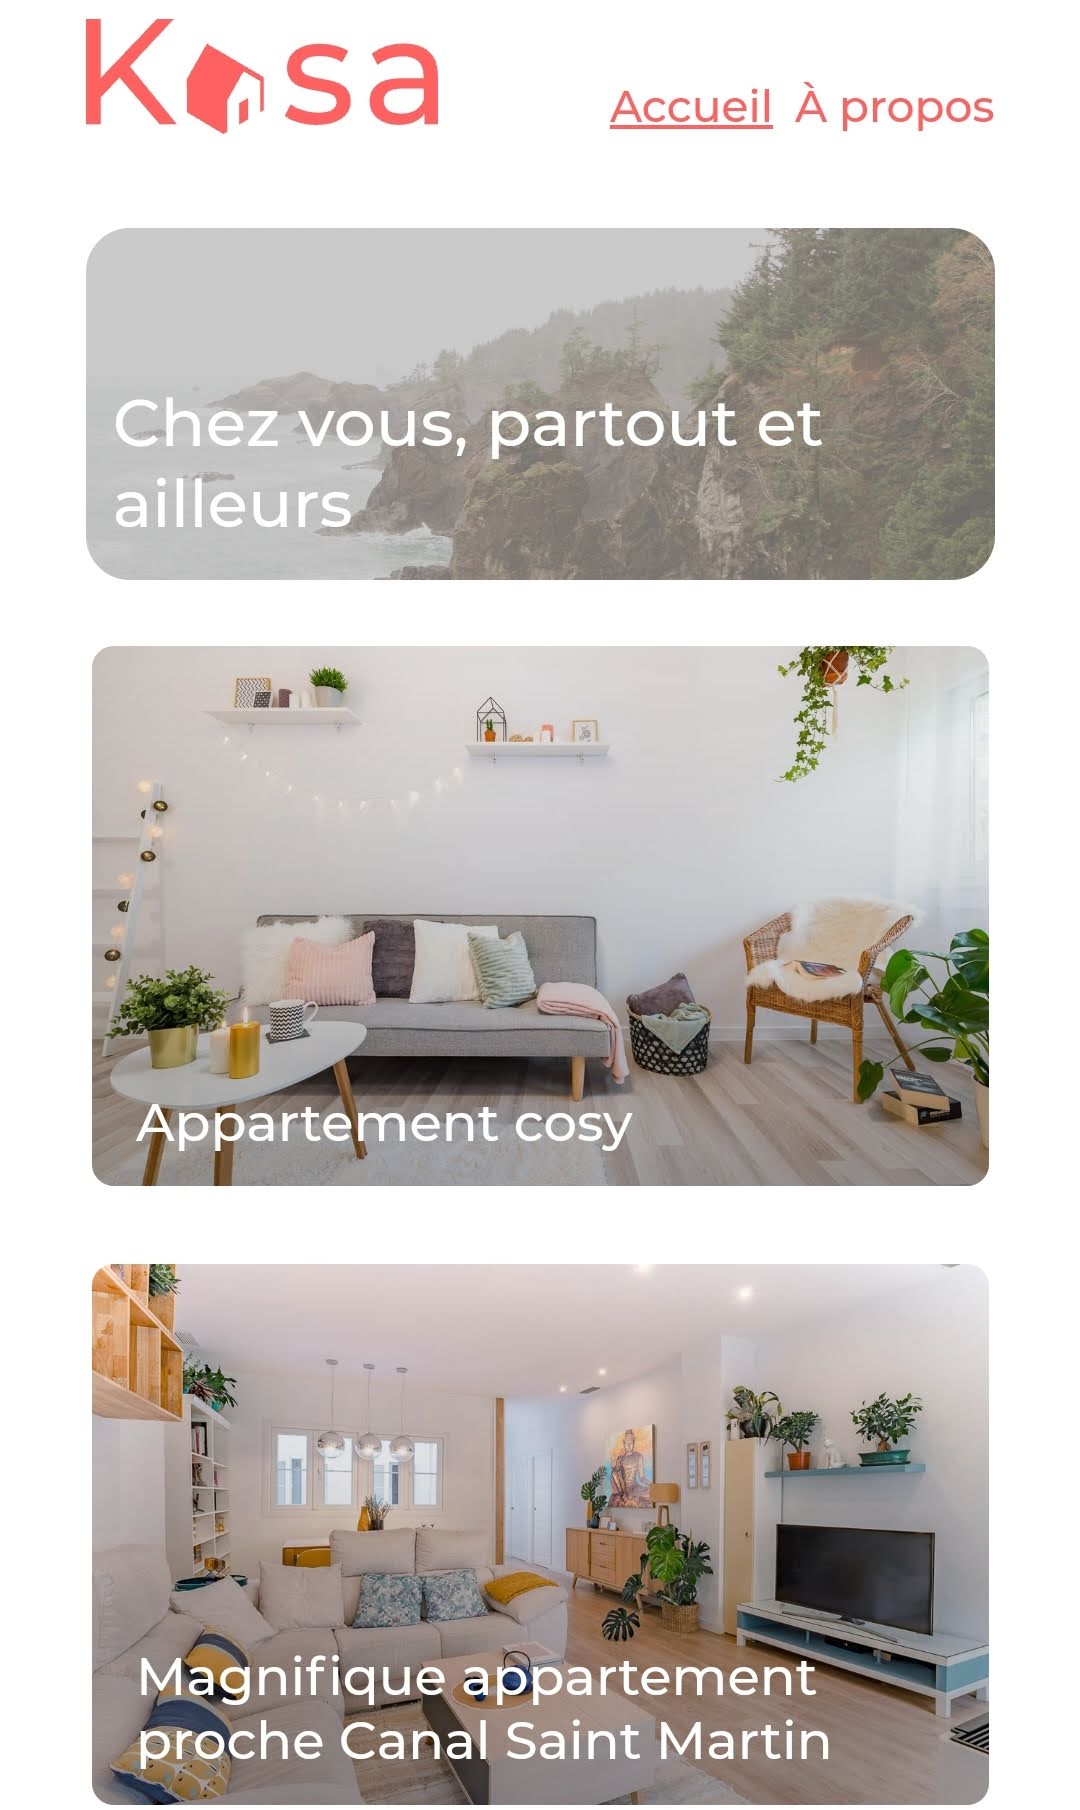 Kasa
Accueil À propos
Chez vous, partout et
ailleurs
Appartement cosy
Magnifique appartement
proche Canal Saint Martin